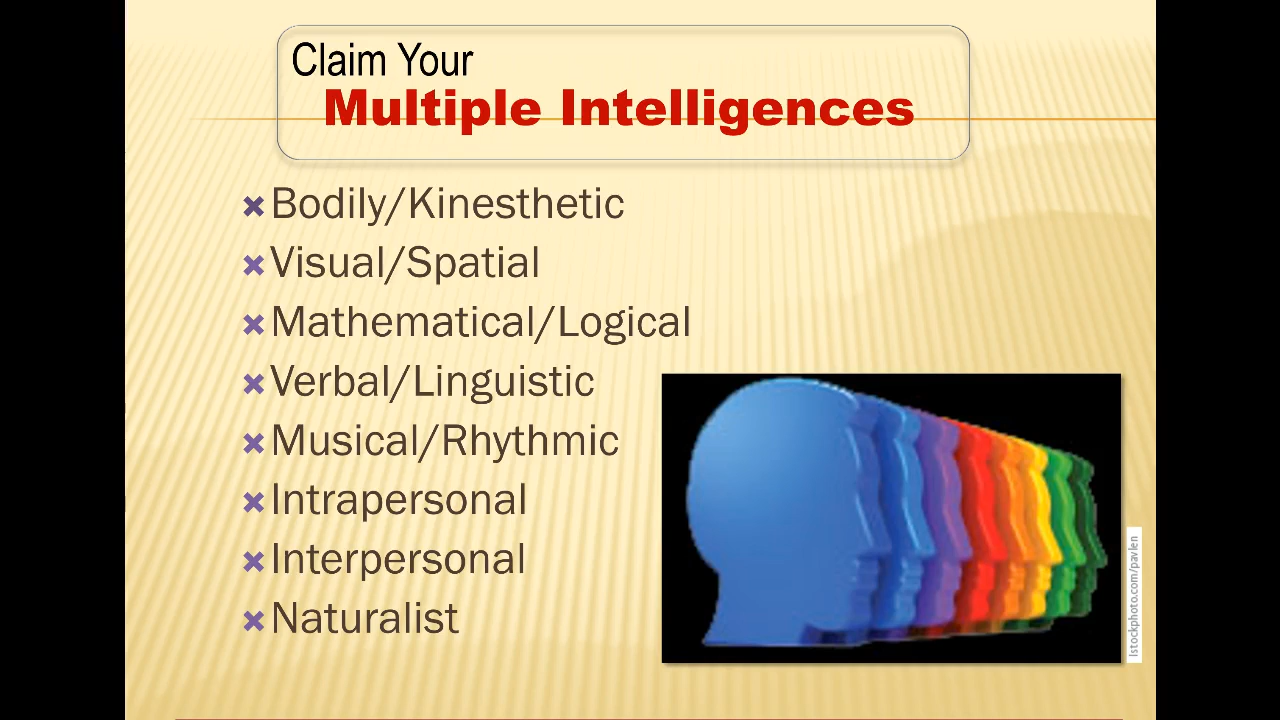 Claim Your
Multiple Intelligences
Bodily/Kinesthetic
Visual/Spatial
Mathematical/Logical
Verbal/Linguistic
Musical/Rhythmic
Intrapersonal
Interpersonal
Naturalist
Istockphoto.com/pavlen